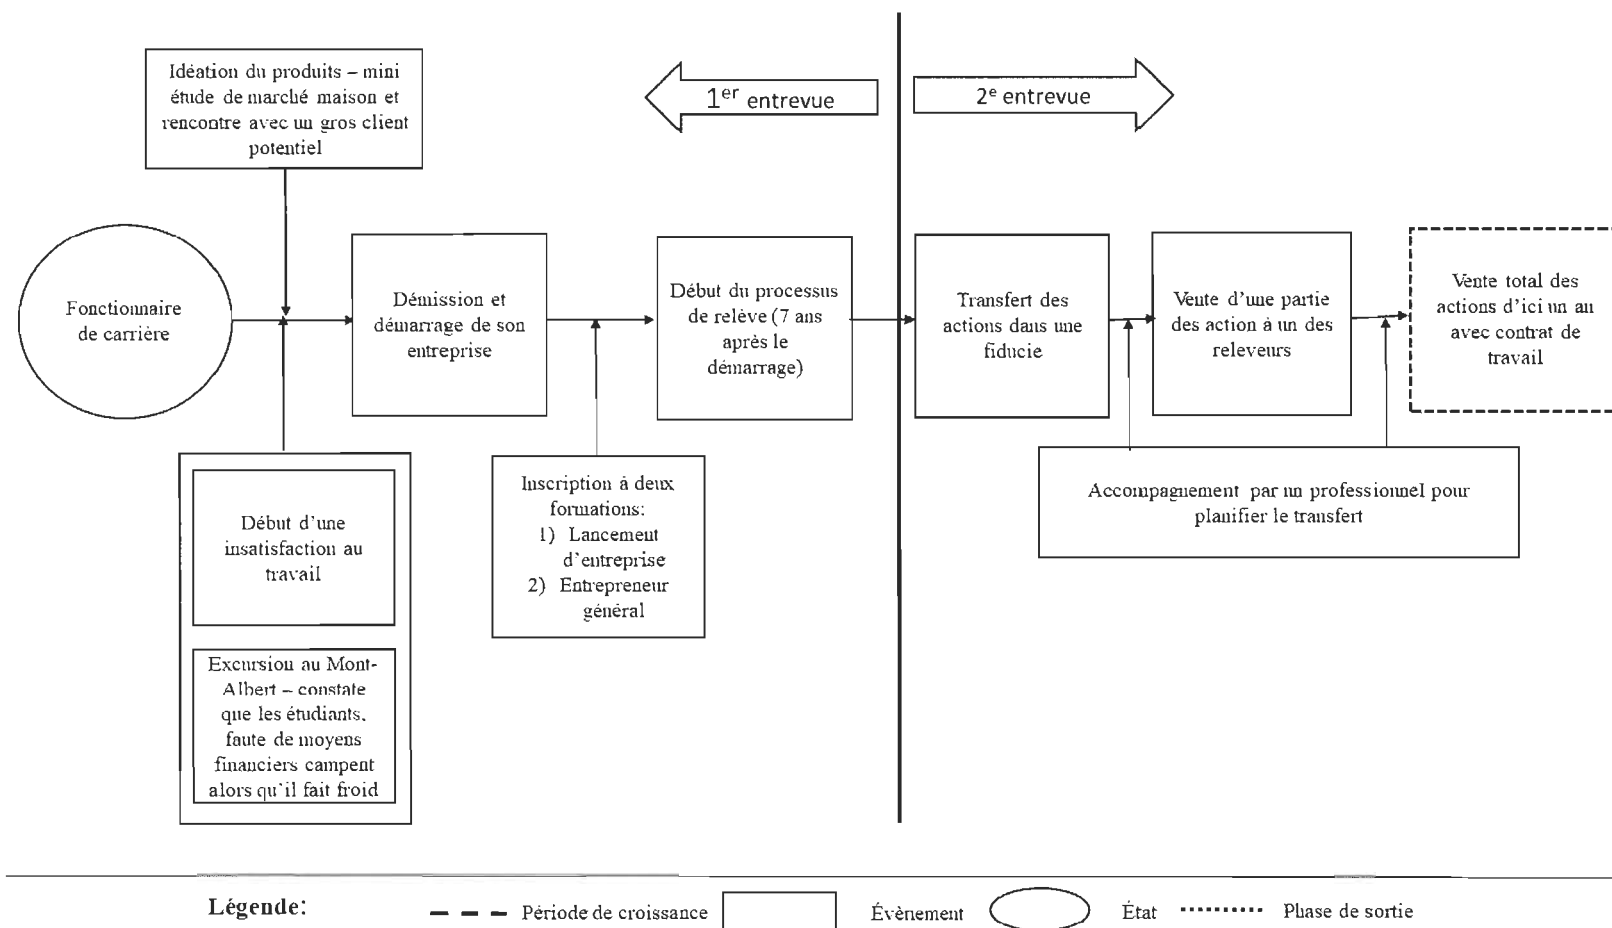 Idéation du produits – mini
étude de marché maison et
rencontre avec un gros client
potentiel
1er entrevue
2e entrevue
Fonctionnaire
de carrière
Démission et
démarrage de son
entreprise
Début du processus
de relève (7 ans
après le
démarrage)
Transfert des
actions dans une
fiducie
Vente d'une partie
des action à un des
releveurs
Vente total des
actions d'ici un an
avec contrat de
travail
Début d'une
insatisfaction au
travail
Excursion au Mont-
Albert – constate
que les étudiants,
faute de moyens
financiers campent
alors qu'il fait froid
Inscription à deux
formations:
1) Lancement
d'entreprise
2) Entrepreneur
général
Accompagnement par un professionnel pour
planifier le transfert
Légende: Période de croissance Évènement État Phase de sortie